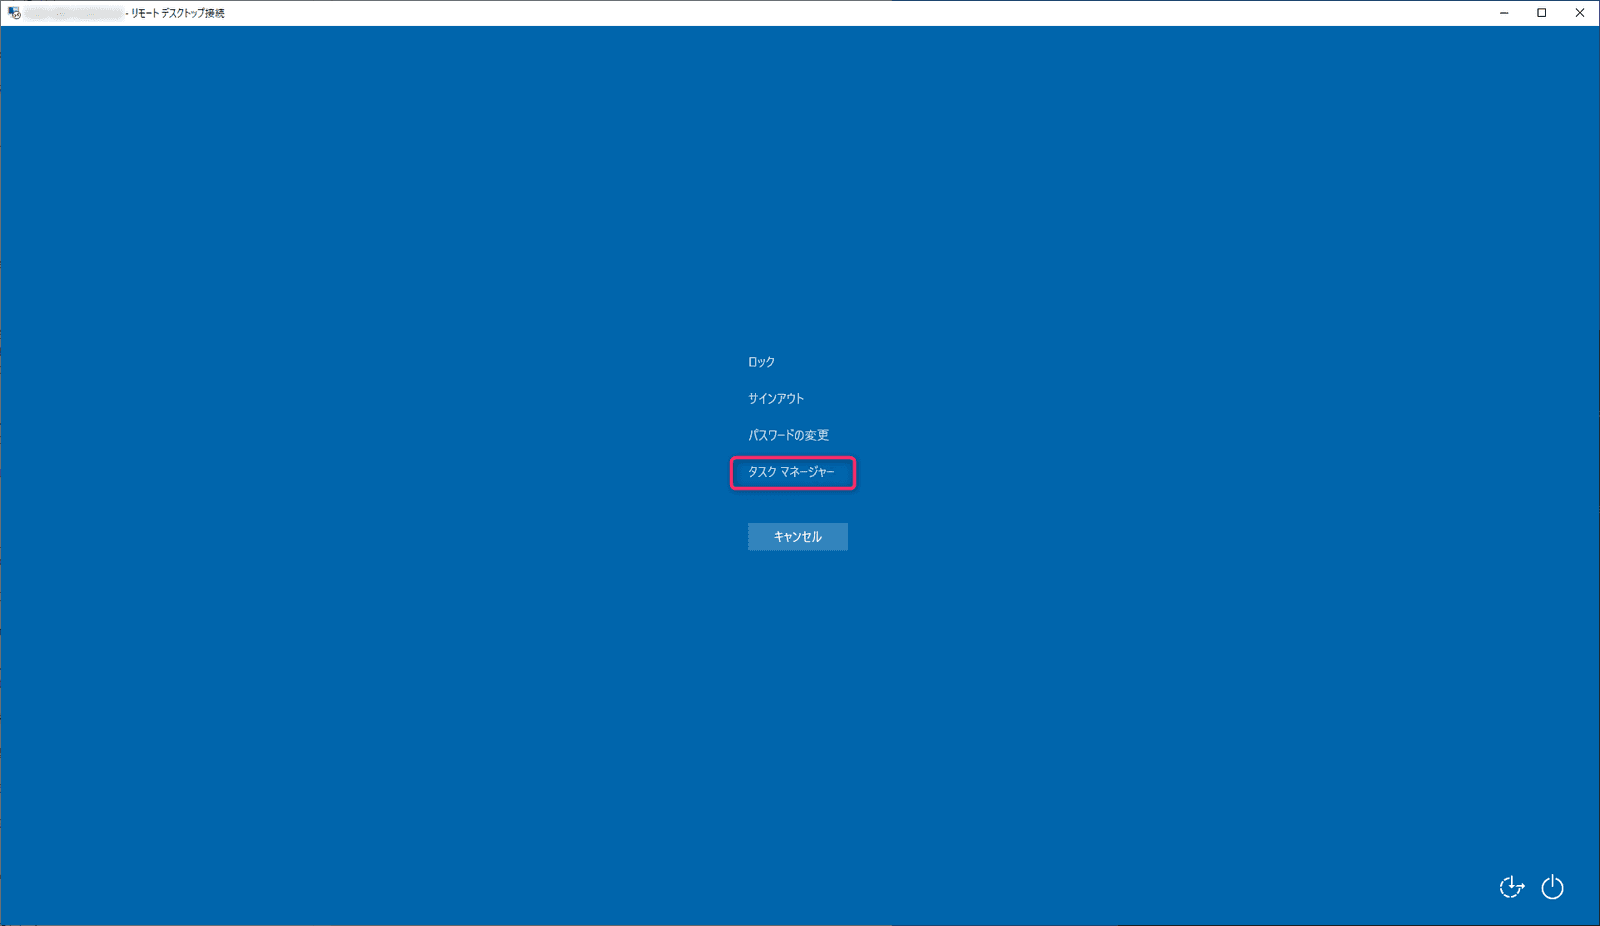 - リモート デスクトップ接続
ロック
サインアウト
パスワードの変更
タスク マネージャー
キャンセル